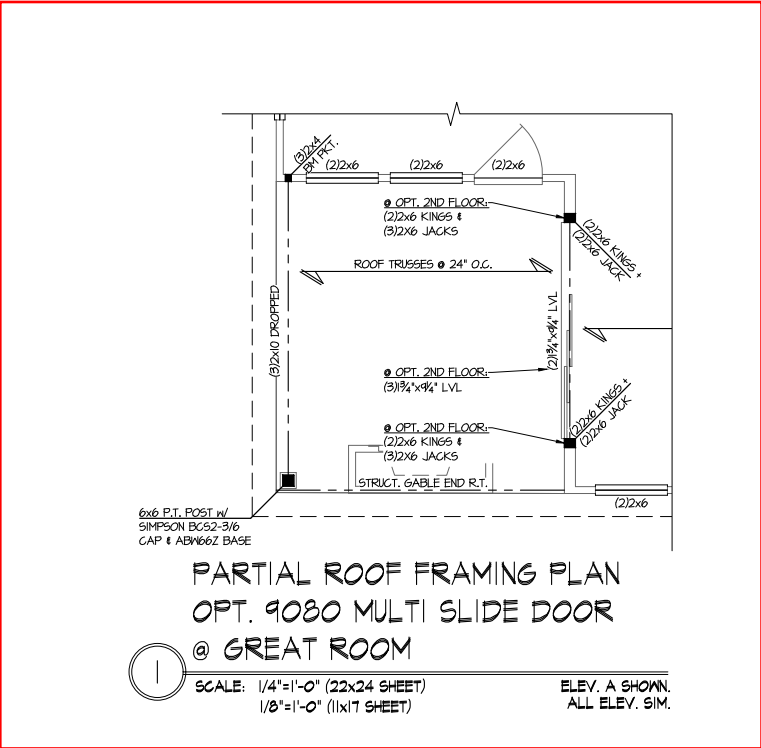 (3)2x4
BM PKT.
(2)2x6
(2)2x6
(2)2x6
@ OPT. 2ND FLOOR:
(2)2x6 KINGS &
(3)2X6 JACKS
(2)2x6 KINGS +
(2)2x6 JACK
ROOF TRUSSES @ 24" O.C.
(3)2x10 DROPPED
(2)1¾"x9¼" LVL
@ OPT. 2ND FLOOR:
(3)1¾"x9¼" LVL
@ OPT. 2ND FLOOR:
(2)2x6 KINGS &
(3)2X6 JACKS
(2)2x6 KINGS +
(2)2x6 JACK
STRUCT. GABLE END R.T.
(2)2x6
6x6 P.T. POST W/
SIMPSON BCS2-3/6
CAP & ABW66Z BASE
PARTIAL ROOF FRAMING PLAN
OPT. 9080 MULTI SLIDE DOOR
@ GREAT ROOM
1
SCALE: 1/4"=1'-0" (22x24 SHEET)
1/8"=1'-0" (11x17 SHEET)
ELEV. A SHOWN.
ALL ELEV. SIM.